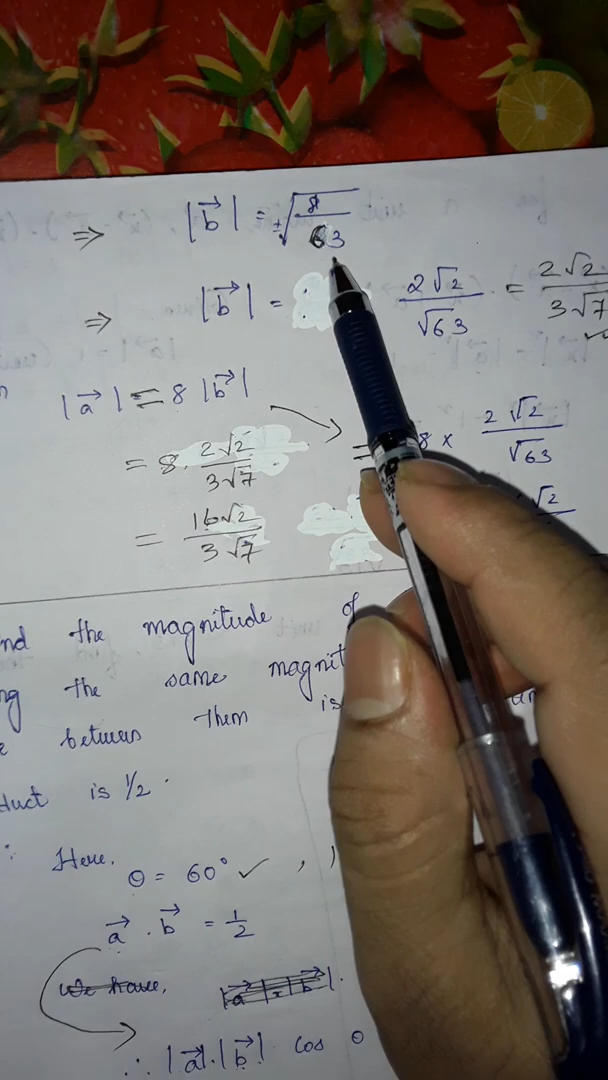 ⇒ |b⃗| = ±√(8/63)
⇒ |b⃗| = 2√2/√63 = 2√2/3√7
|a⃗| = 8 |b⃗|
= 8 . 2√2/3√7 = 8 × 2√2/√63
= 16√2/3√7
the magnitude of
the same
between them is
is 1/2 .
Here, θ = 60° ✓ ,
a⃗ . b⃗ = 1/2
We have, |a⃗| × |b⃗| .
∴ |a⃗| . |b⃗| cos θ